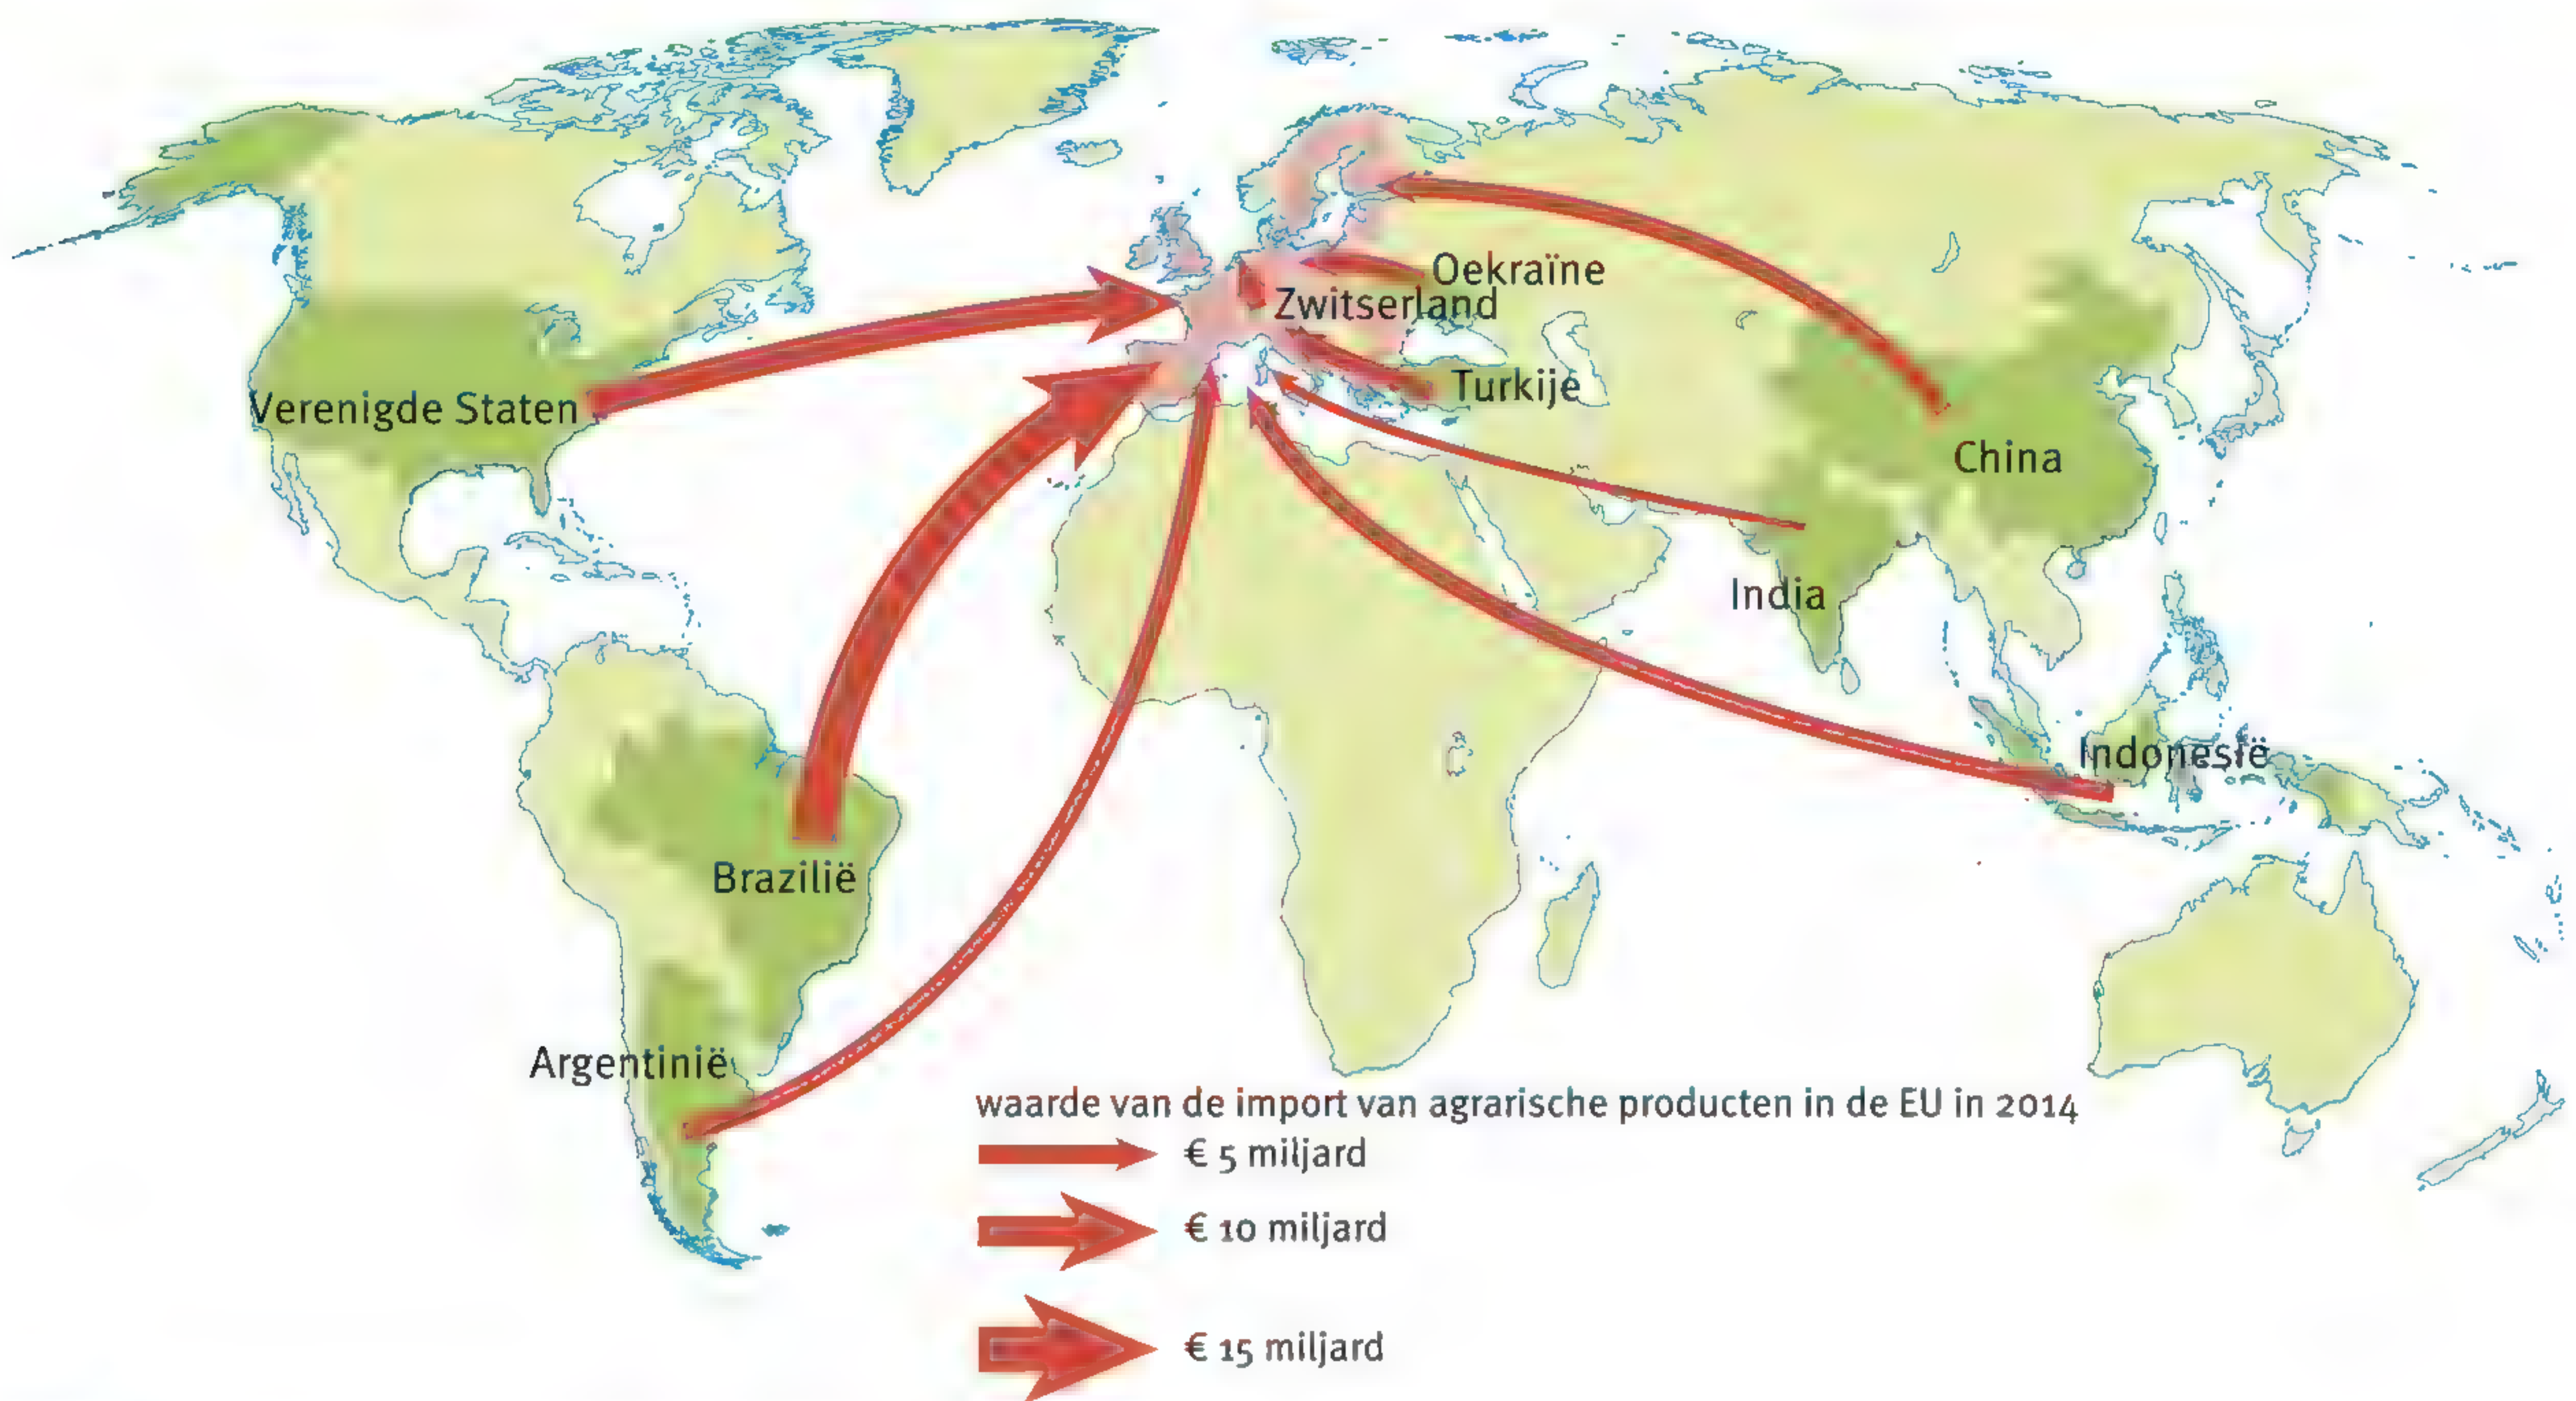 Oekraïne
Zwitserland
Verenigde Staten
Turkije
China
India
Indonesië
Brazilië
Argentinië
waarde van de import van agrarische producten in de EU in 2014
€ 5 miljard
€ 10 miljard
€ 15 miljard